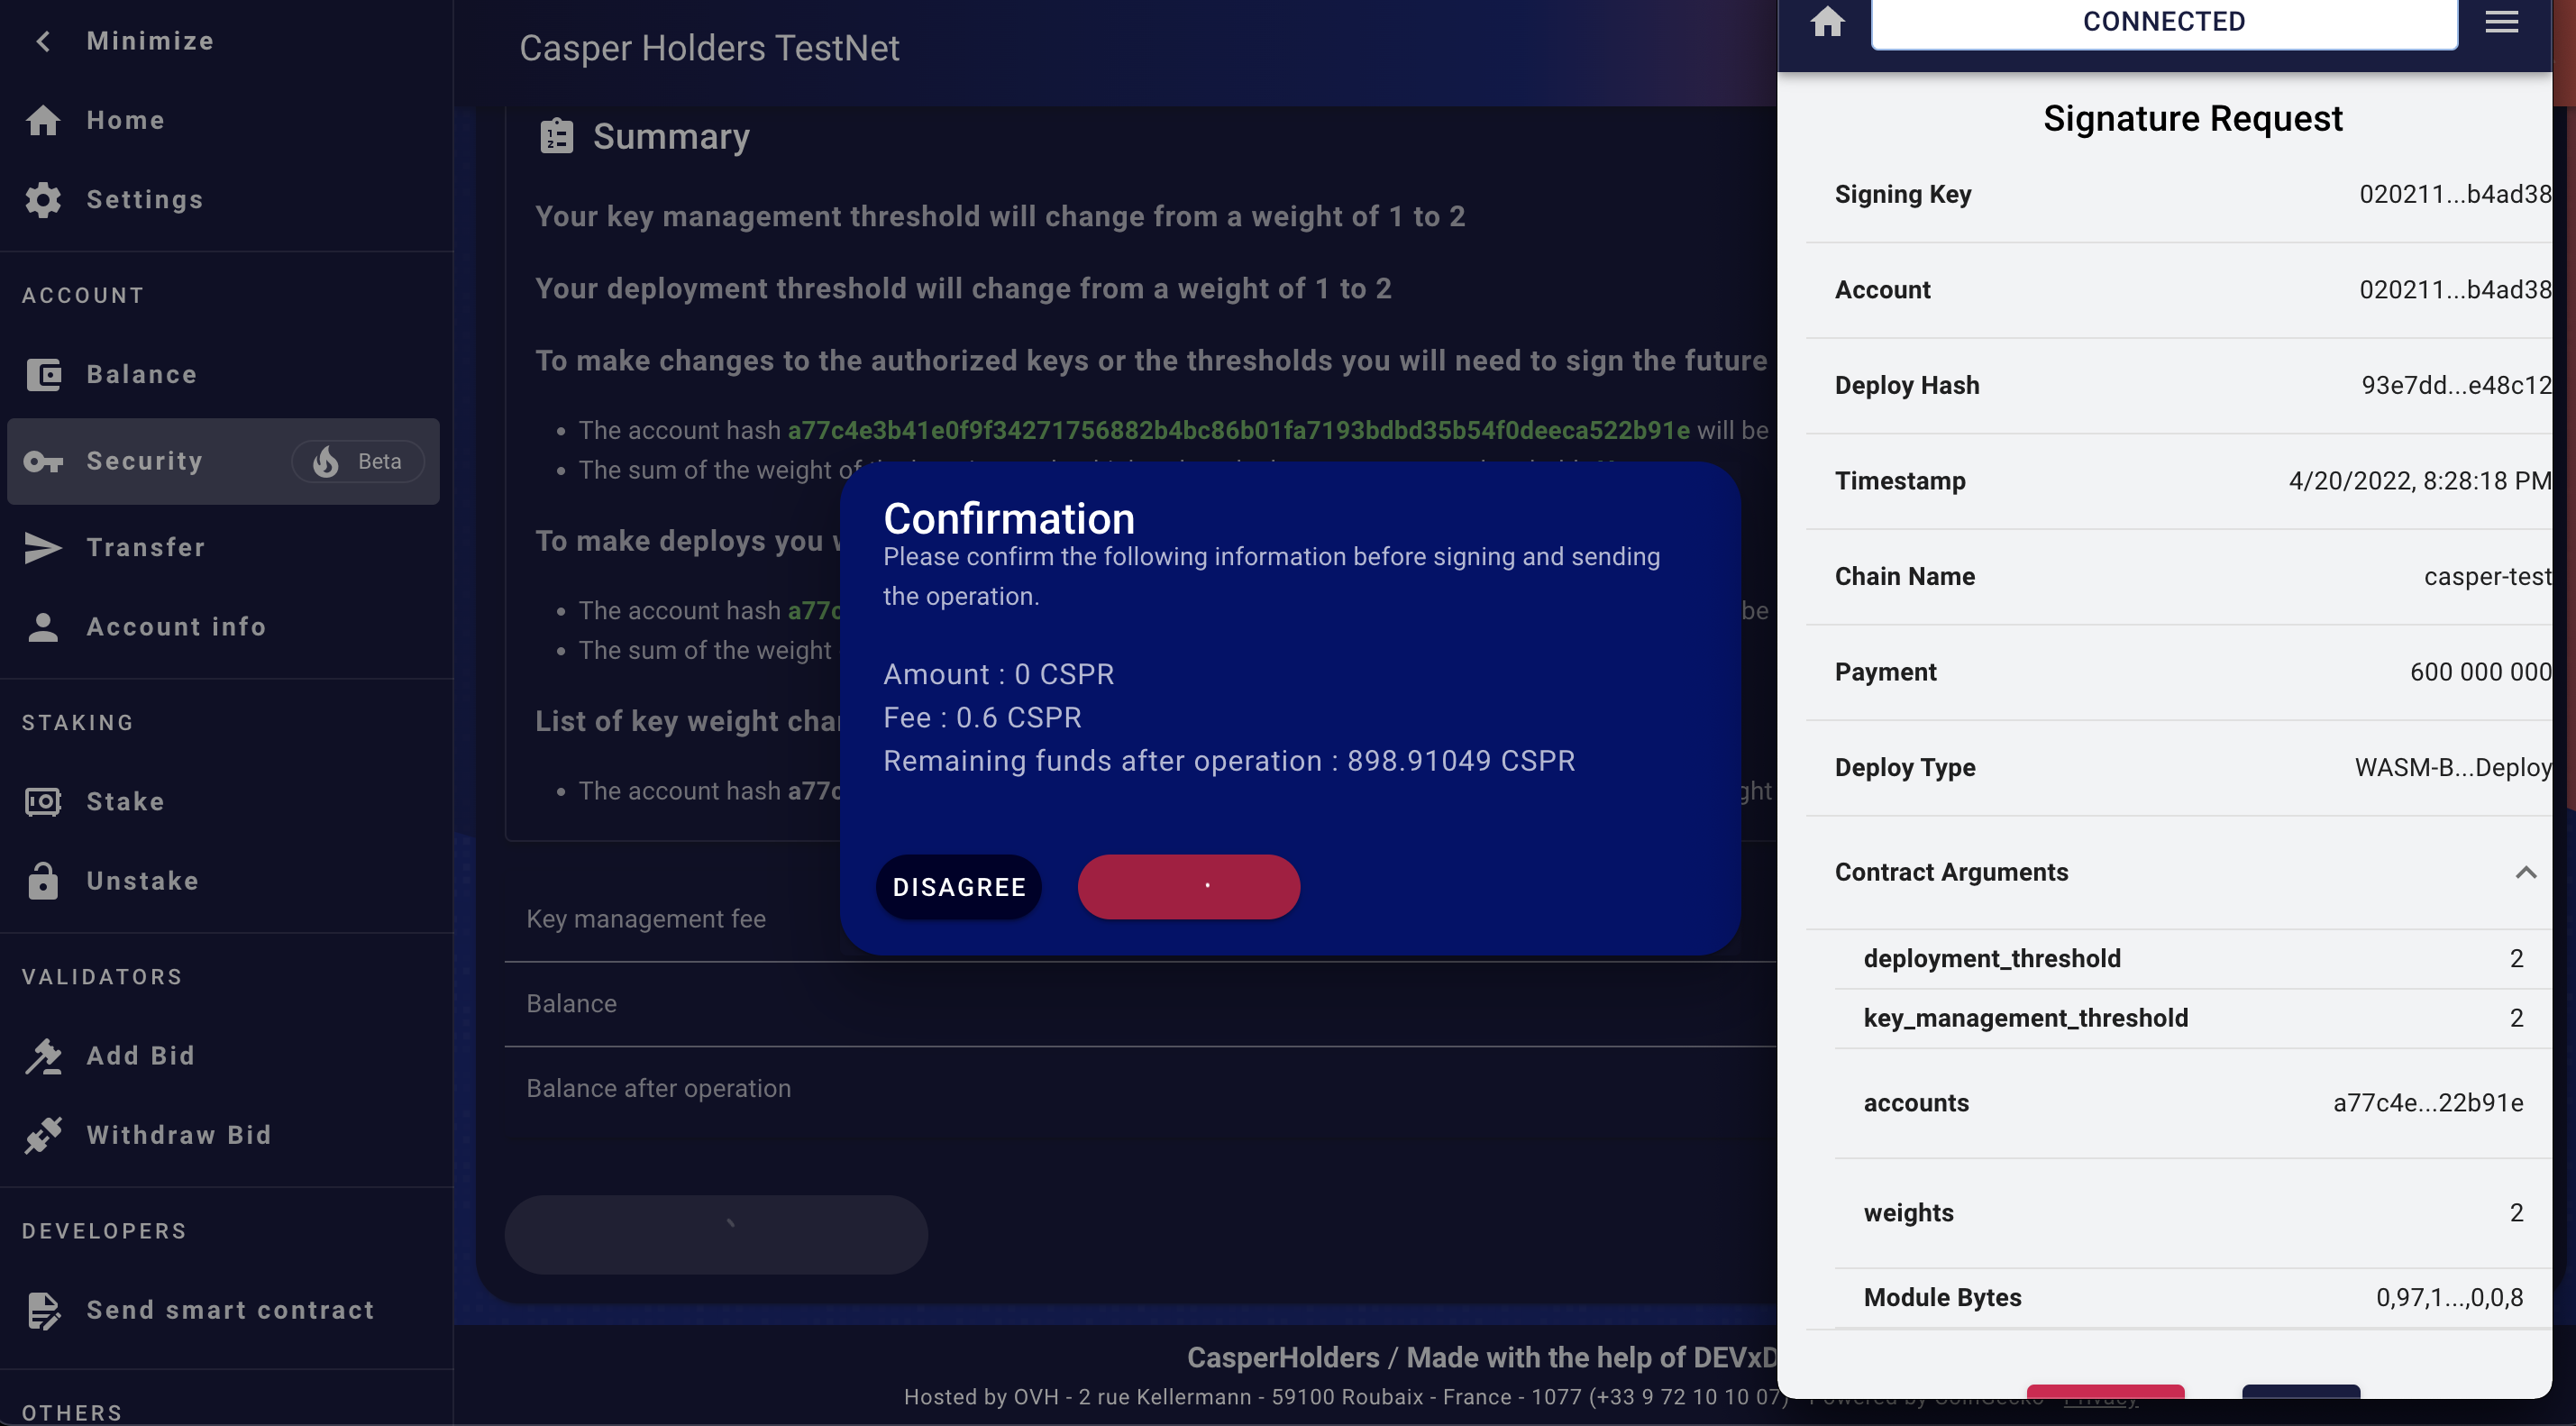 Minimize
Home
Settings
ACCOUNT
Balance
Security
Beta
Transfer
Account info
STAKING
Stake
Unstake
VALIDATORS
Add Bid
Withdraw Bid
DEVELOPERS
Send smart contract
OTHERS
Casper Holders TestNet
Summary
Your key management threshold will change from a weight of 1 to 2
Your deployment threshold will change from a weight of 1 to 2
To make changes to the authorized keys or the thresholds you will need to sign the future
The account hash a77c4e3b41e0f9f34271756882b4bc86b01fa7193bdbd35b54f0deeca522b91e will be
The sum of the weight of
To make deploys you
The account hash a77c
be
The sum of the weight
List of key weight
The account hash a77c
Key management fee
Balance
Balance after operation
Confirmation
Please confirm the following information before signing and sending
the operation.
Amount : 0 CSPR
Fee : 0.6 CSPR
Remaining funds after operation : 898.91049 CSPR
DISAGREE
CasperHolders / Made with the help of DEVxD
Hosted by OVH - 2 rue Kellermann - 59100 Roubaix - France - 1077 (+33 9 72 10 10 07)
CONNECTED
Signature Request
Signing Key 020211...b4ad38
Account 020211...b4ad38
Deploy Hash 93e7dd...e48c12
Timestamp 4/20/2022, 8:28:18 PM
Chain Name casper-test
Payment 600 000 000
Deploy Type WASM-B...Deploy
Contract Arguments
deployment_threshold 2
key_management_threshold 2
accounts a77c4e...22b91e
weights 2
Module Bytes 0,97,1...,0,0,8